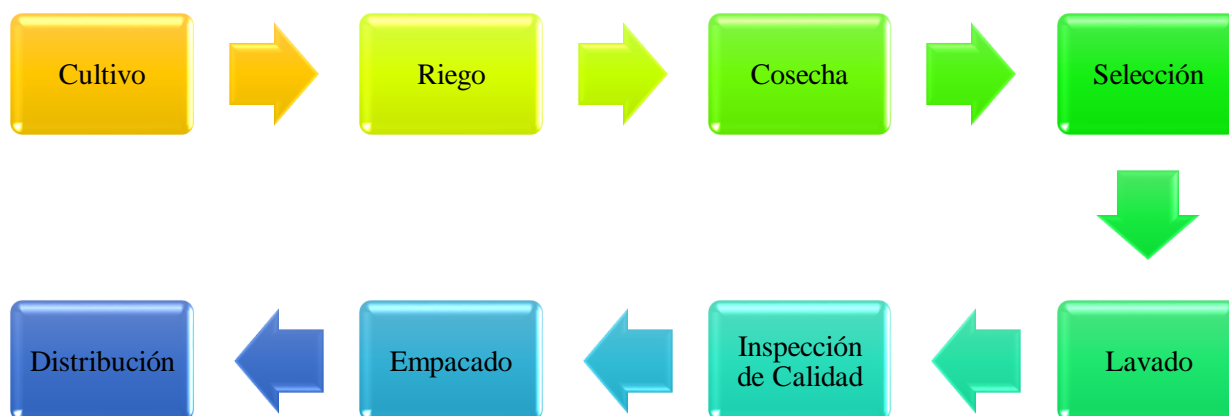 Cultivo
Riego
Cosecha
Selección
Lavado
Inspección
de Calidad
Empacado
Distribución